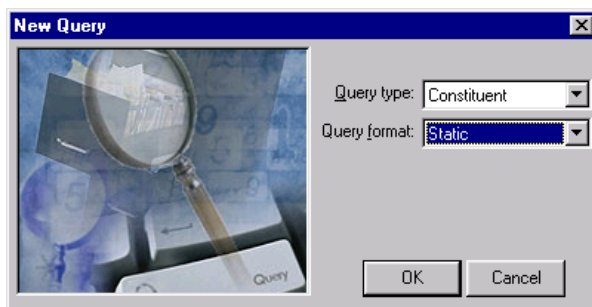 New Query
Query type: Constituent
Query format: Static
Query
OK Cancel